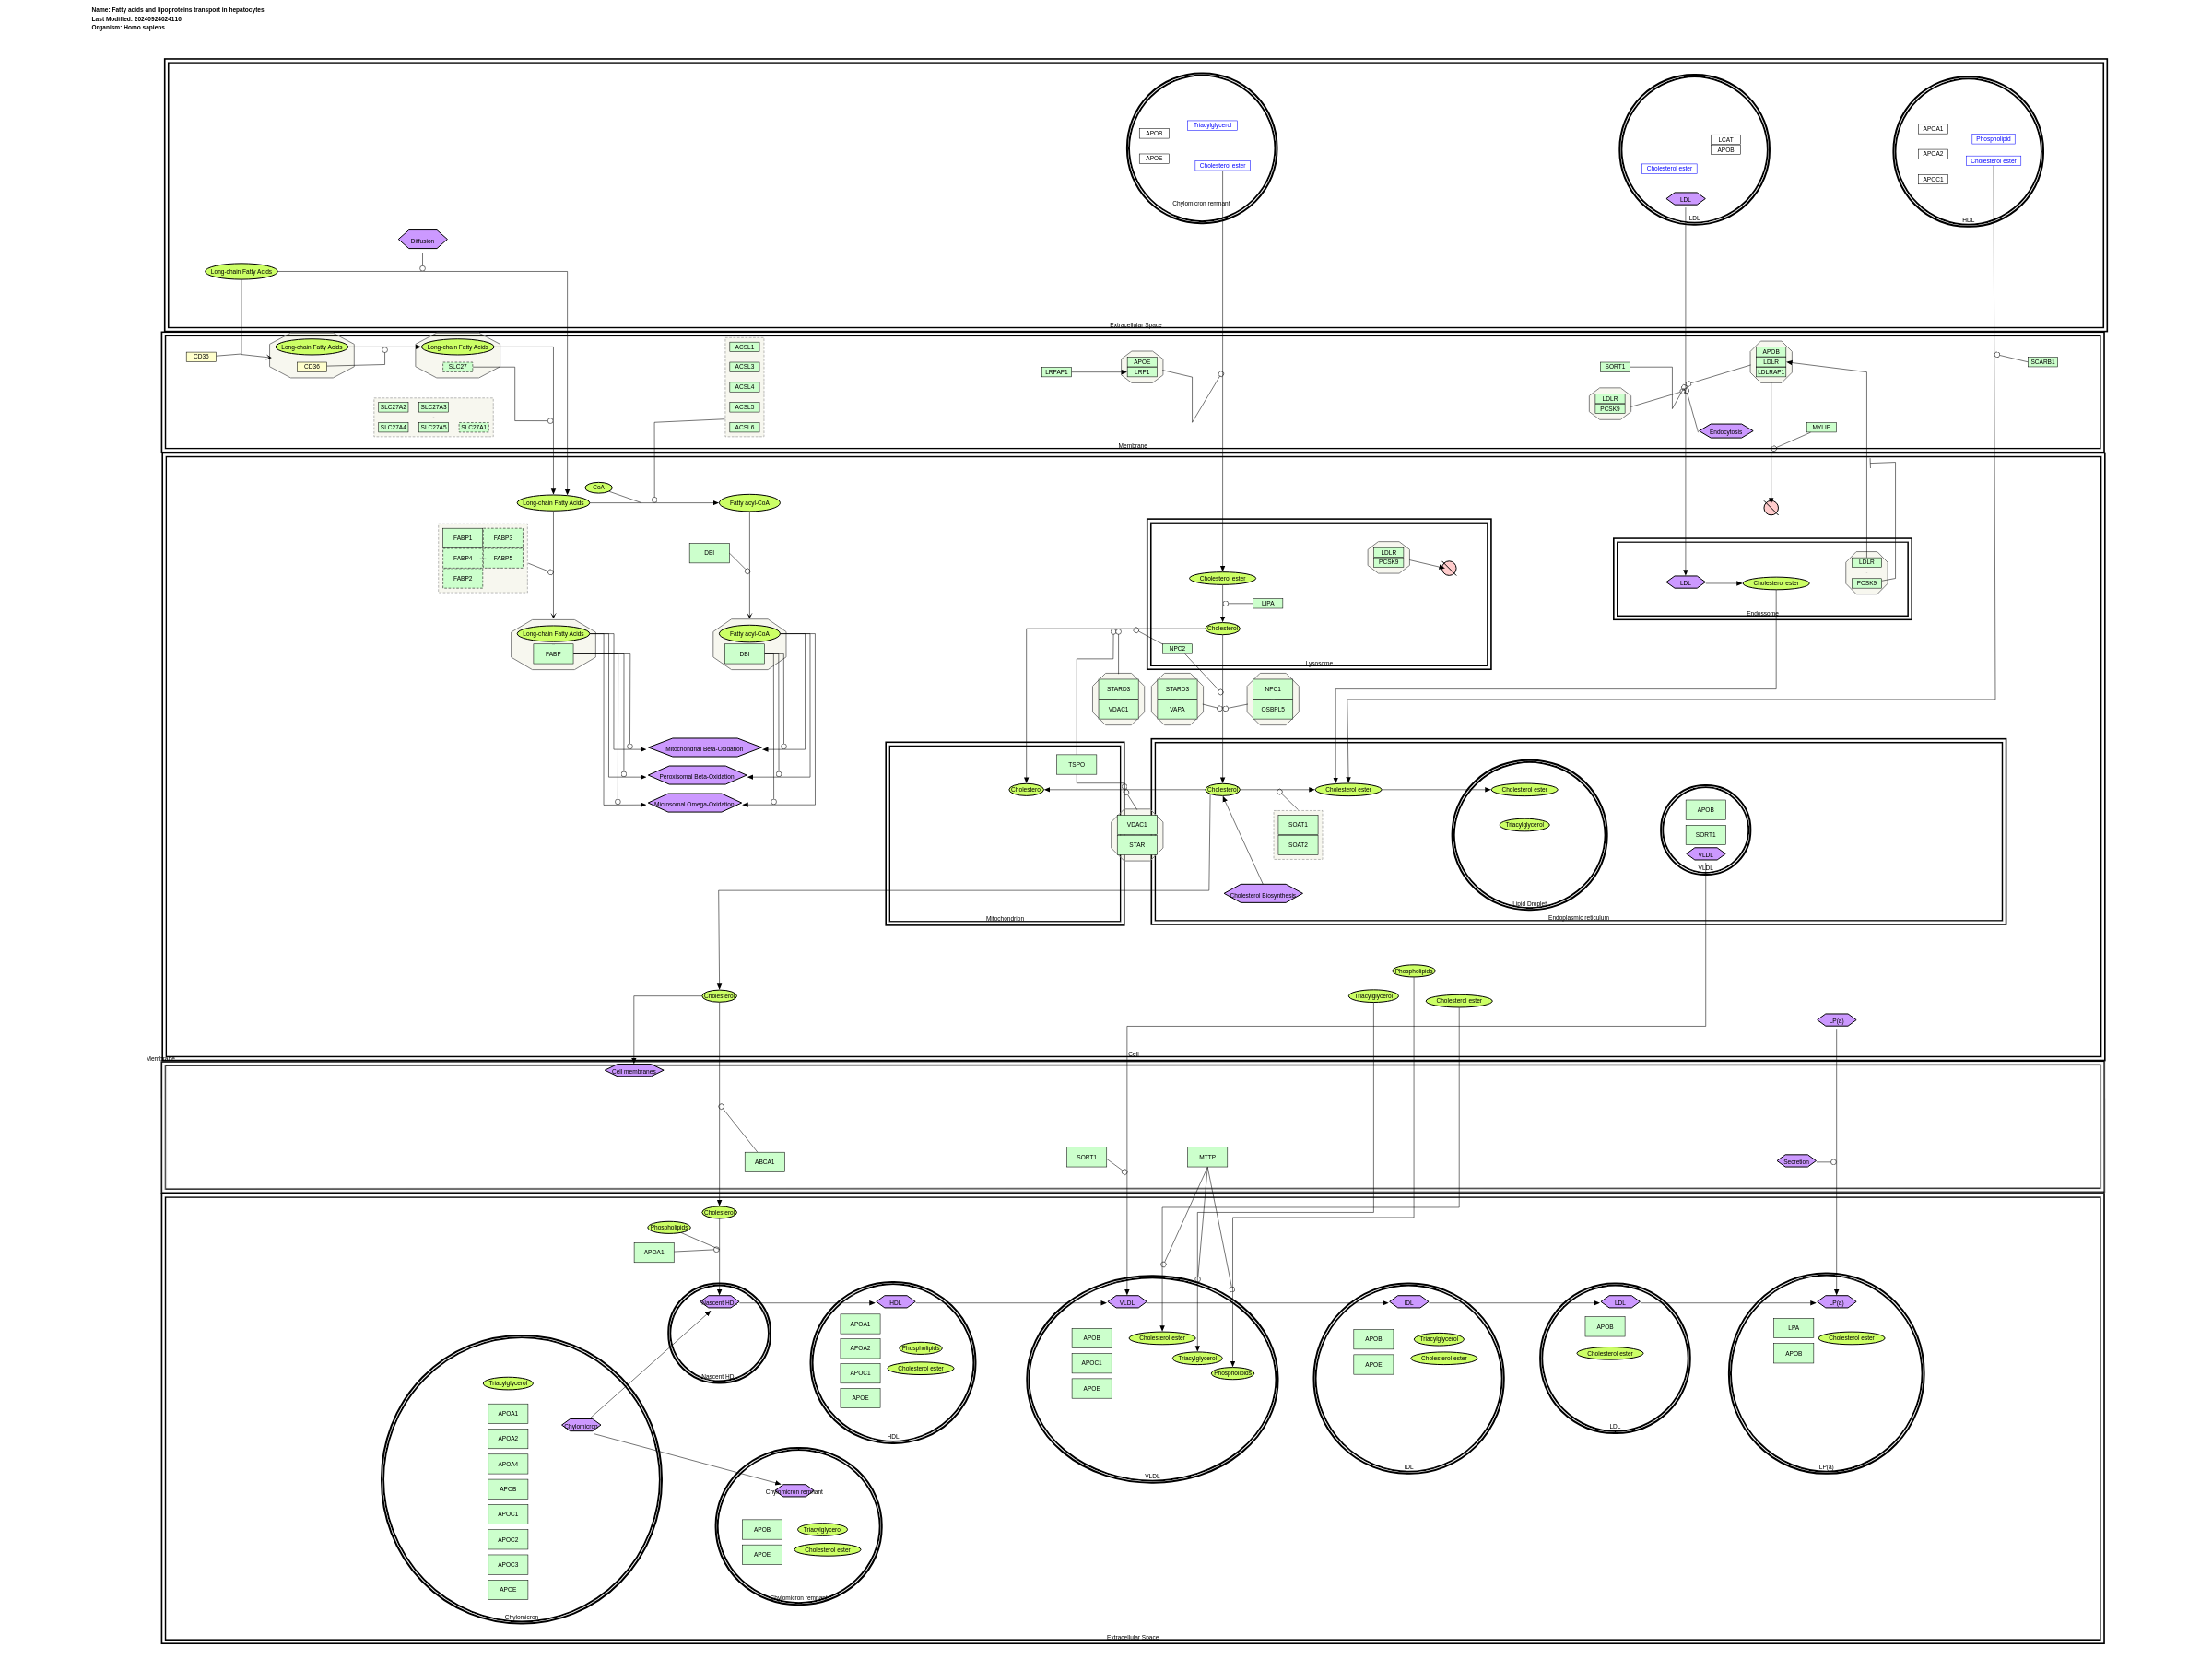 Name: Fatty acids and lipoproteins transport in hepatocytes
Last Modified: 20240924024116
Organism: Homo sapiens
APOB
Triacylglycerol
APOE
Cholesterol ester
Chylomicron remnant
LCAT
APOB
Cholesterol ester
LDL
LDL
APOA1
Phospholipid
APOA2
Cholesterol ester
APOC1
HDL
Diffusion
Long-chain Fatty Acids
Extracellular Space
CD36
Long-chain Fatty Acids
CD36
Long-chain Fatty Acids
SLC27
SLC27A2
SLC27A3
SLC27A4
SLC27A5
SLC27A1
ACSL1
ACSL3
ACSL4
ACSL5
ACSL6
LRPAP1
APOE
LRP1
SORT1
LDLR
PCSK9
APOB
LDLR
LDLRAP1
Endocytosis
MYLIP
SCARB1
Membrane
CoA
Long-chain Fatty Acids
Fatty acyl-CoA
FABP1
FABP3
FABP4
FABP5
FABP2
DBI
Long-chain Fatty Acids
FABP
Fatty acyl-CoA
DBI
Mitochondrial Beta-Oxidation
Peroxisomal Beta-Oxidation
Microsomal Omega-Oxidation
LDLR
PCSK9
Cholesterol ester
LIPA
Cholesterol
NPC2
Lysosome
LDL
Cholesterol ester
LDLR
PCSK9
Endossome
STARD3
VDAC1
STARD3
VAPA
NPC1
OSBPL5
TSPO
Cholesterol
Cholesterol
Cholesterol ester
Cholesterol ester
Triacylglycerol
VDAC1
STAR
SOAT1
SOAT2
APOB
SORT1
VLDL
VLDL
Cholesterol Biosynthesis
Lipid Droplet
Mitochondrion
Endoplasmic reticulum
Phospholipids
Cholesterol
Triacylglycerol
Cholesterol ester
LP(a)
Cell
Membrane
Cell membranes
ABCA1
SORT1
MTTP
Secretion
Cholesterol
Phospholipids
APOA1
Nascent HDL
Nascent HDL
HDL
APOA1
APOA2
APOC1
APOE
Phospholipids
Cholesterol ester
HDL
VLDL
APOB
APOC1
APOE
Cholesterol ester
Triacylglycerol
Phospholipids
VLDL
IDL
APOB
APOE
Triacylglycerol
Cholesterol ester
IDL
LDL
APOB
Cholesterol ester
LDL
LP(a)
LPA
APOB
Cholesterol ester
LP(a)
Triacylglycerol
APOA1
APOA2
APOA4
APOB
APOC1
APOC2
APOC3
APOE
Chylomicron
Chylomicron
Chylomicron remnant
APOB
APOE
Triacylglycerol
Cholesterol ester
Chylomicron remnant
Extracellular Space